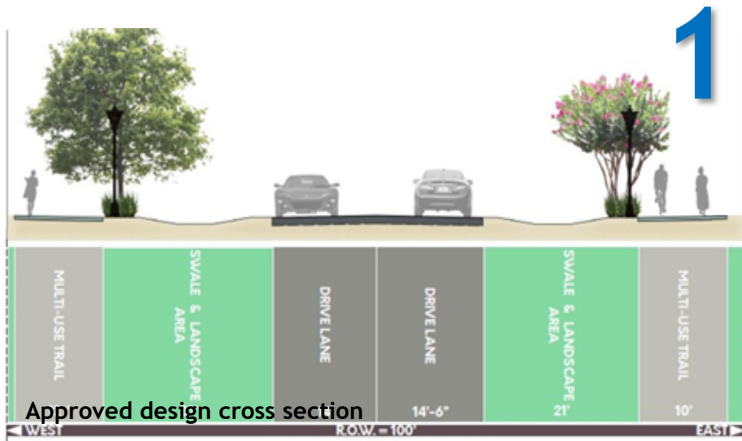 1
MULTI-USE TRAIL
SWALE & LANDSCAPE
AREA
DRIVE LANE
DRIVE LANE
14'-6"
SWALE & LANDSCAPE
AREA
21'
MULTI-USE TRAIL
10'
Approved design cross section
WEST
R.O.W. = 100'
EAST